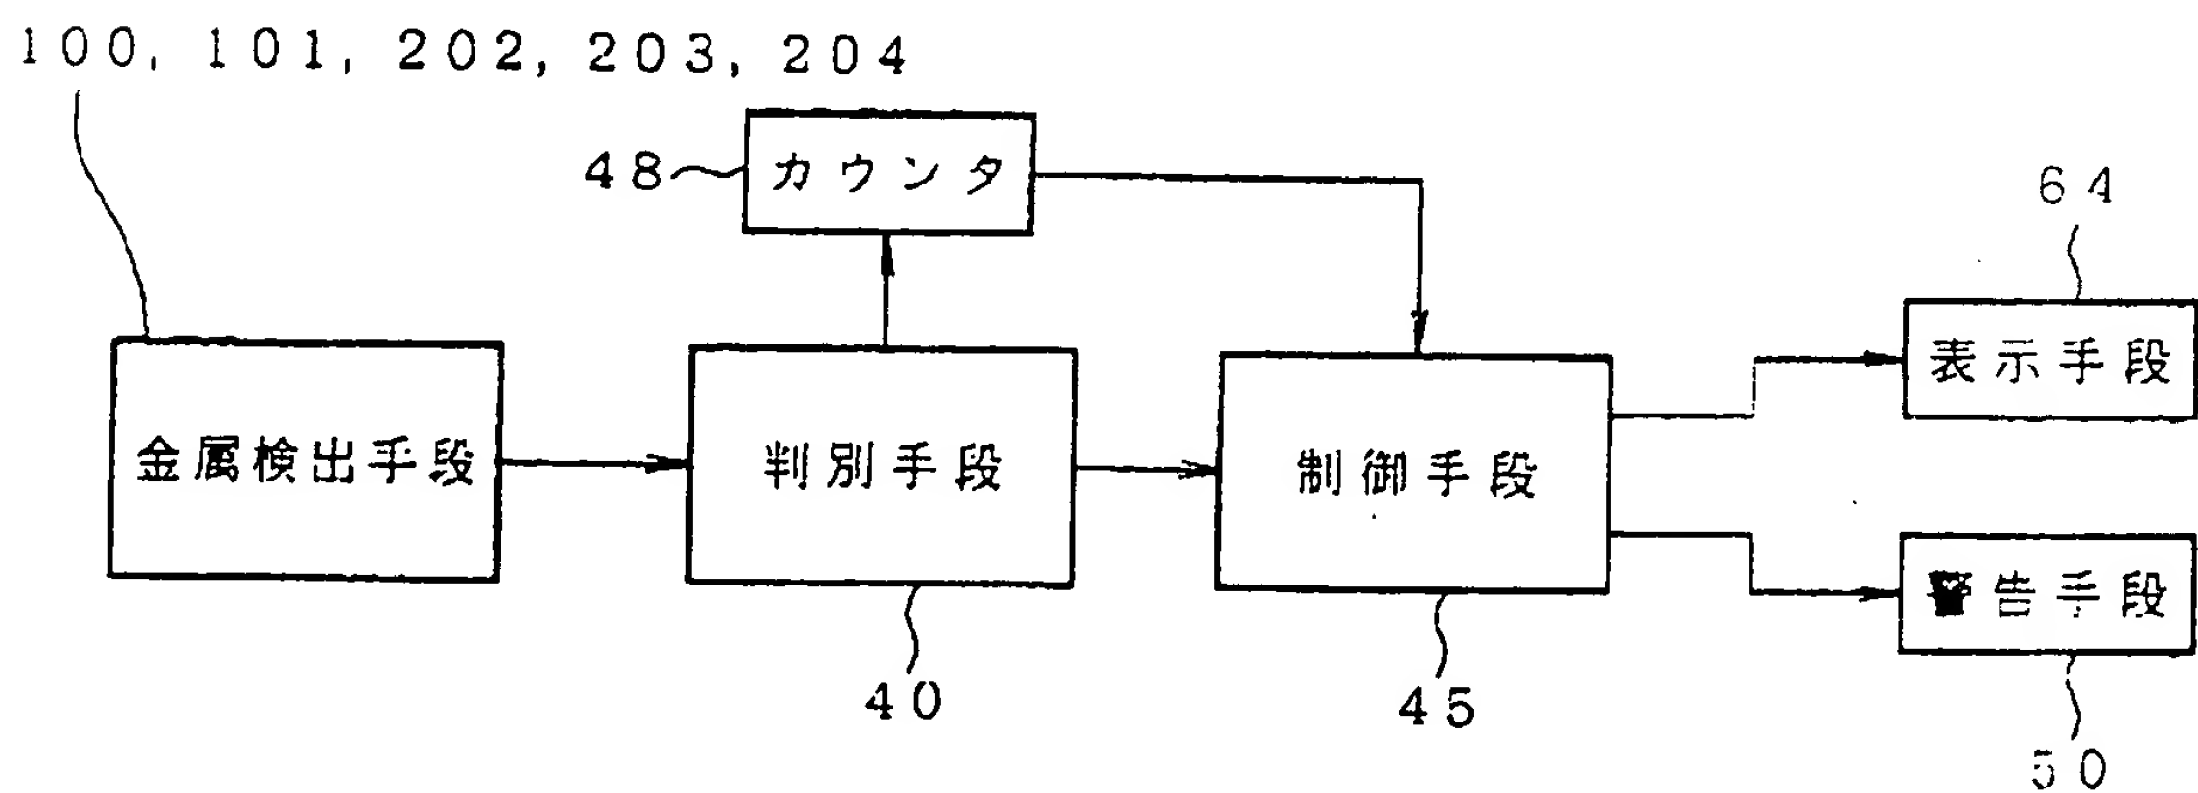 100, 101, 202, 203, 204
48
カウンタ
64
表示手段
金属検出手段
判別手段
制御手段
警告手段
40
45
50